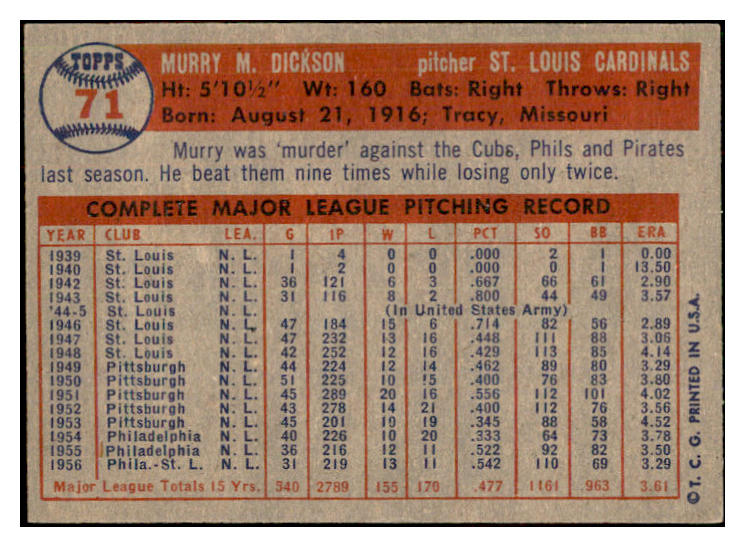 TOPPS
71
MURRY M. DICKSON pitcher ST. LOUIS CARDINALS
Ht: 5'10½" Wt: 160 Bats: Right Throws: Right
Born: August 21, 1916; Tracy, Missouri
Murry was 'murder' against the Cubs, Phils and Pirates
last season. He beat them nine times while losing only twice.
COMPLETE MAJOR LEAGUE PITCHING RECORD
YEAR CLUB LEA. G IP W L PCT SO BB ERA
1939 St. Louis N. L. 1 4 0 0 .000 2 1 0.00
1940 St. Louis N. L. 1 2 0 0 .000 0 1 13.50
1942 St. Louis N. L. 36 121 6 3 .667 66 61 2.90
1943 St. Louis N. L. 31 116 8 2 .800 44 49 3.57
'44-5 St. Louis N. L. (In United States Army)
1946 St. Louis N. L. 47 184 15 6 .714 82 56 2.89
1947 St. Louis N. L. 47 232 13 16 .448 111 88 3.06
1948 St. Louis N. L. 42 252 12 16 .429 113 85 4.14
1949 Pittsburgh N. L. 44 224 12 14 .462 89 80 3.29
1950 Pittsburgh N. L. 51 225 10 15 .400 76 83 3.80
1951 Pittsburgh N. L. 45 289 20 16 .556 112 101 4.02
1952 Pittsburgh N. L. 43 278 14 21 .400 112 76 3.56
1953 Pittsburgh N. L. 45 201 10 19 .345 88 58 4.52
1954 Philadelphia N. L. 40 226 10 20 .333 64 73 3.78
1955 Philadelphia N. L. 36 216 12 11 .522 92 82 3.50
1956 Phila.-St. L. N. L. 31 219 13 11 .542 110 69 3.29
Major League Totals 15 Yrs. 540 2789 155 170 .477 1161 .963 3.61
© T. C. G. PRINTED IN U.S.A.